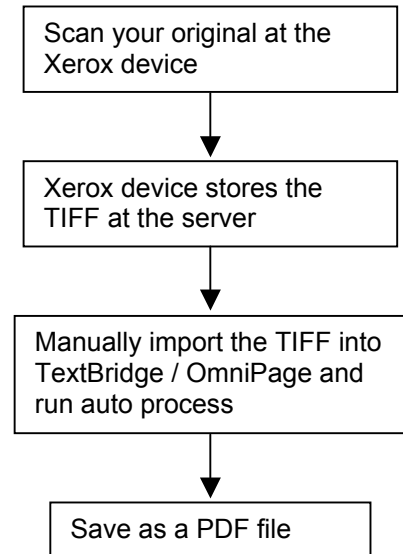 Scan your original at the
Xerox device
Xerox device stores the
TIFF at the server
Manually import the TIFF into
TextBridge / OmniPage and
run auto process
Save as a PDF file